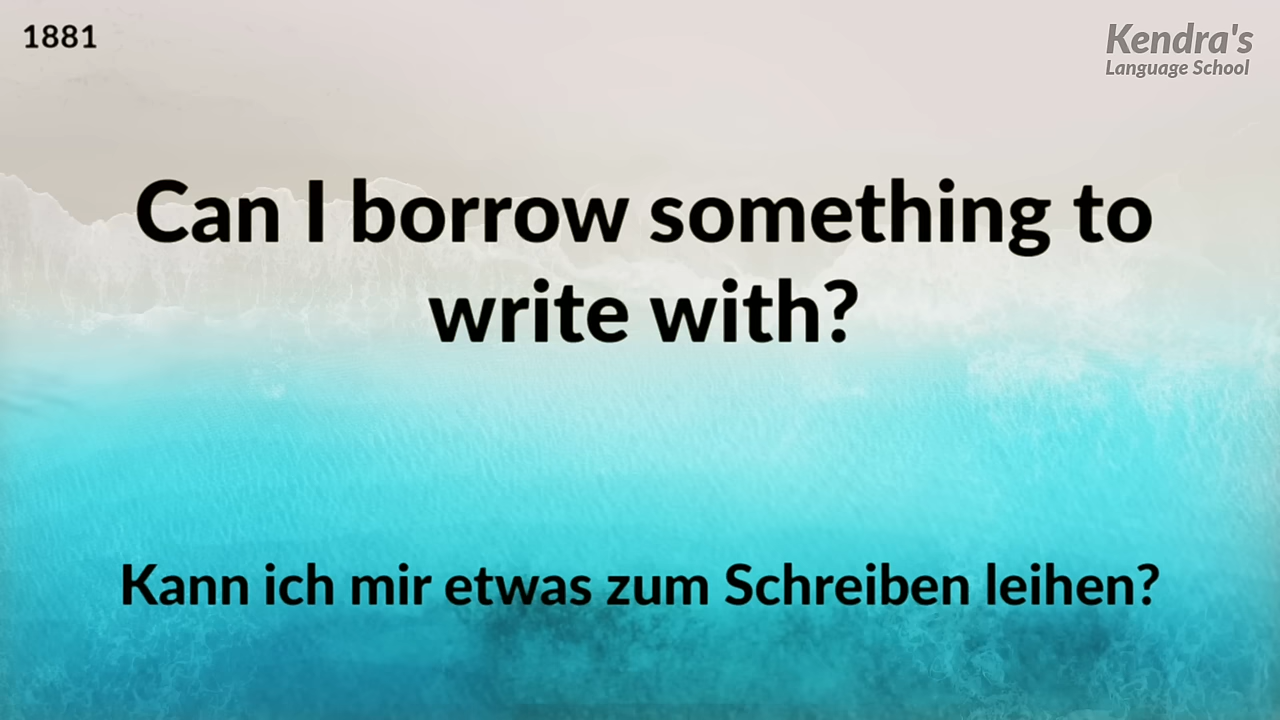 1881
Kendra's
Language School
Can I borrow something to
write with?
Kann ich mir etwas zum Schreiben leihen?